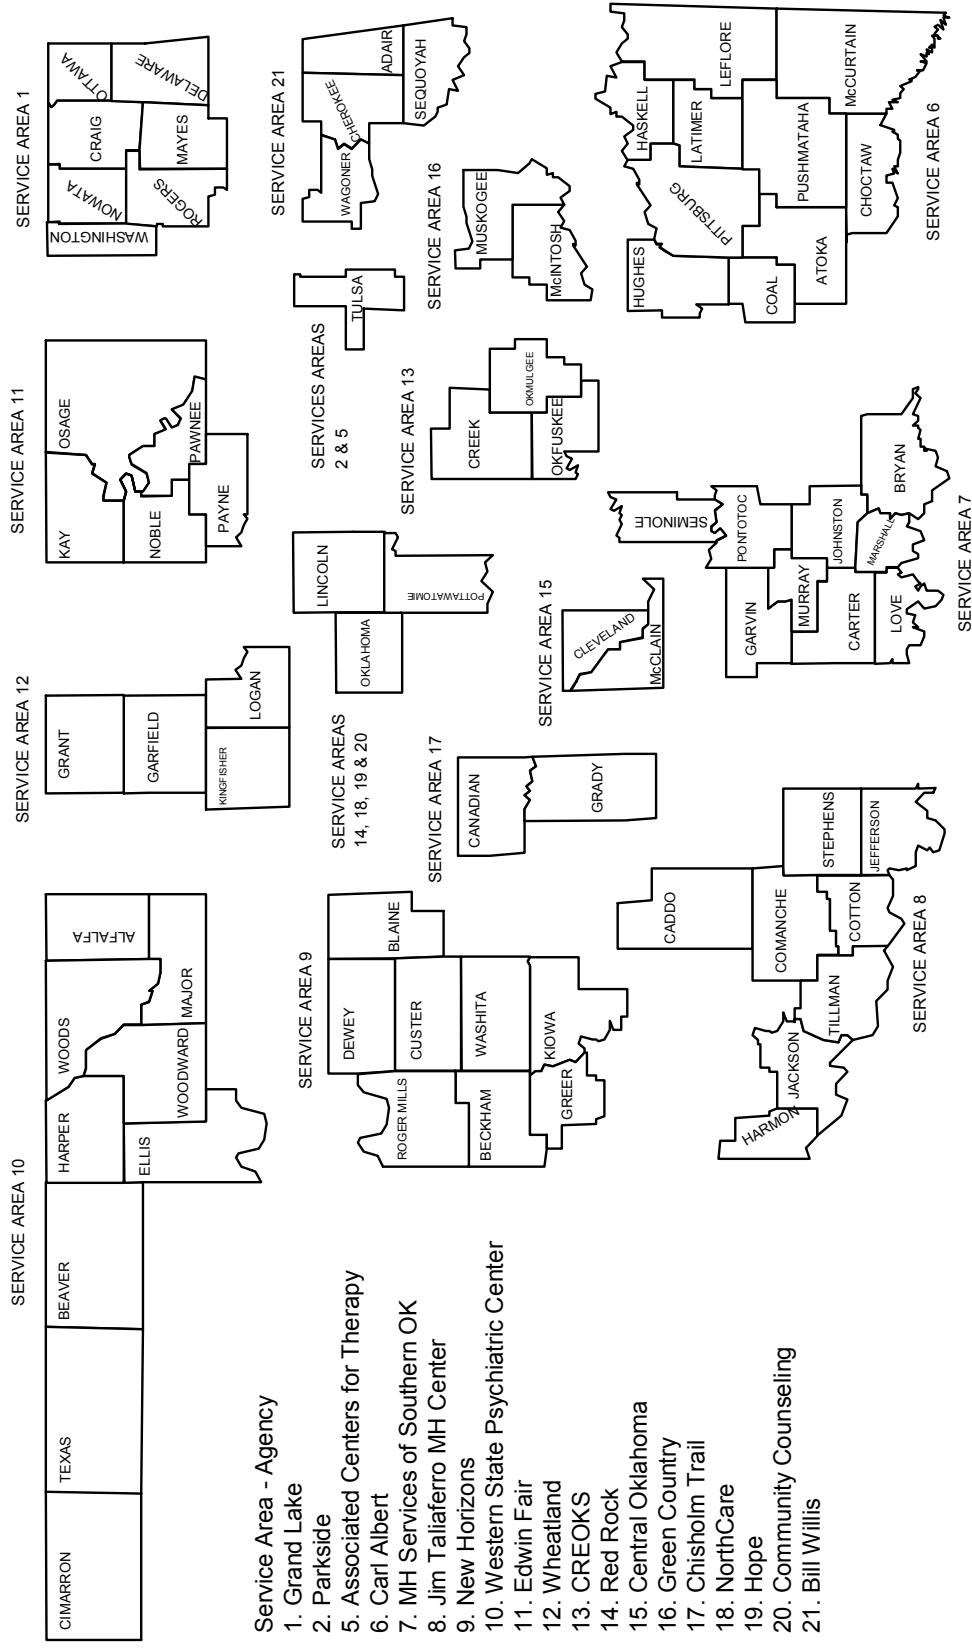 SERVICE AREA 10
CIMARRON
TEXAS
BEAVER
HARPER
WOODS
ALFALFA
ELLIS
WOODWARD
MAJOR
SERVICE AREA 12
GRANT
GARFIELD
KINGFISHER
LOGAN
SERVICE AREA 11
KAY
OSAGE
NOBLE
PAWNEE
PAYNE
SERVICE AREA 1
WASHINGTON
NOWATA
CRAIG
OTTAWA
ROGERS
MAYES
DELAWARE
SERVICE AREA 9
DEWEY
BLAINE
ROGER MILLS
CUSTER
BECKHAM
WASHITA
GREER
KIOWA
SERVICE AREAS
14, 18, 19 & 20
OKLAHOMA
LINCOLN
POTTAWATOMIE
SERVICES AREAS
2 & 5
TULSA
SERVICE AREA 21
WAGONER
CHEROKEE
ADAIR
SEQUOYAH
SERVICE AREA 17
CANADIAN
GRADY
SERVICE AREA 13
CREEK
OKMULGEE
OKFUSKEE
SERVICE AREA 16
MUSKOGEE
McINTOSH
SERVICE AREA 15
CLEVELAND
McCLAIN
CADDO
COMANCHE
STEPHENS
HARMON
JACKSON
TILLMAN
COTTON
JEFFERSON
SERVICE AREA 8
SEMINOLE
GARVIN
PONTOTOC
MURRAY
JOHNSTON
CARTER
MARSHALL
LOVE
BRYAN
SERVICE AREA 7
HUGHES
PITTSBURG
HASKELL
LATIMER
LEFLORE
COAL
ATOKA
PUSHMATAHA
McCURTAIN
CHOCTAW
SERVICE AREA 6
Service Area - Agency
1. Grand Lake
2. Parkside
5. Associated Centers for Therapy
6. Carl Albert
7. MH Services of Southern OK
8. Jim Taliaferro MH Center
9. New Horizons
10. Western State Psychiatric Center
11. Edwin Fair
12. Wheatland
13. CREOKS
14. Red Rock
15. Central Oklahoma
16. Green Country
17. Chisholm Trail
18. NorthCare
19. Hope
20. Community Counseling
21. Bill Willis